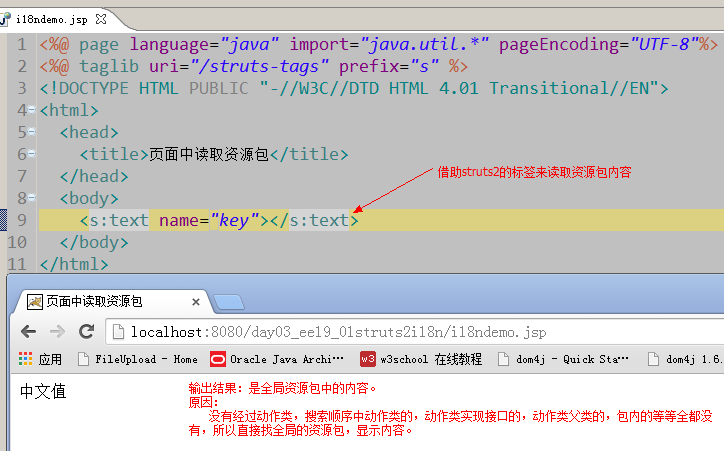 i18ndemo.jsp
1 <%@ page language="java" import="java.util.*" pageEncoding="UTF-8"%>
2 <%@ taglib uri="/struts-tags" prefix="s" %>
3 <!DOCTYPE HTML PUBLIC "-//W3C//DTD HTML 4.01 Transitional//EN">
4 <html>
5 <head>
6 <title>页面中读取资源包</title>
7 </head>
借助struts2的标签来读取资源包内容
8 <body>
9 <s:text name="key"></s:text>
10 </body>
11 </html>
页面中读取资源包
localhost:8080/day03_ee19_01struts2i18n/i18ndemo.jsp
应用 FileUpload - Home Oracle Java Archi… w3 w3school 在线教程 dom4j - Quick Sta… dom4j 1.6.
中文值
输出结果：是全局资源包中的内容。
原因：
没有经过动作类，搜索顺序中动作类的，动作类实现接口的，动作类父类的，包内的等等全都没
有，所以直接找全局的资源包，显示内容。